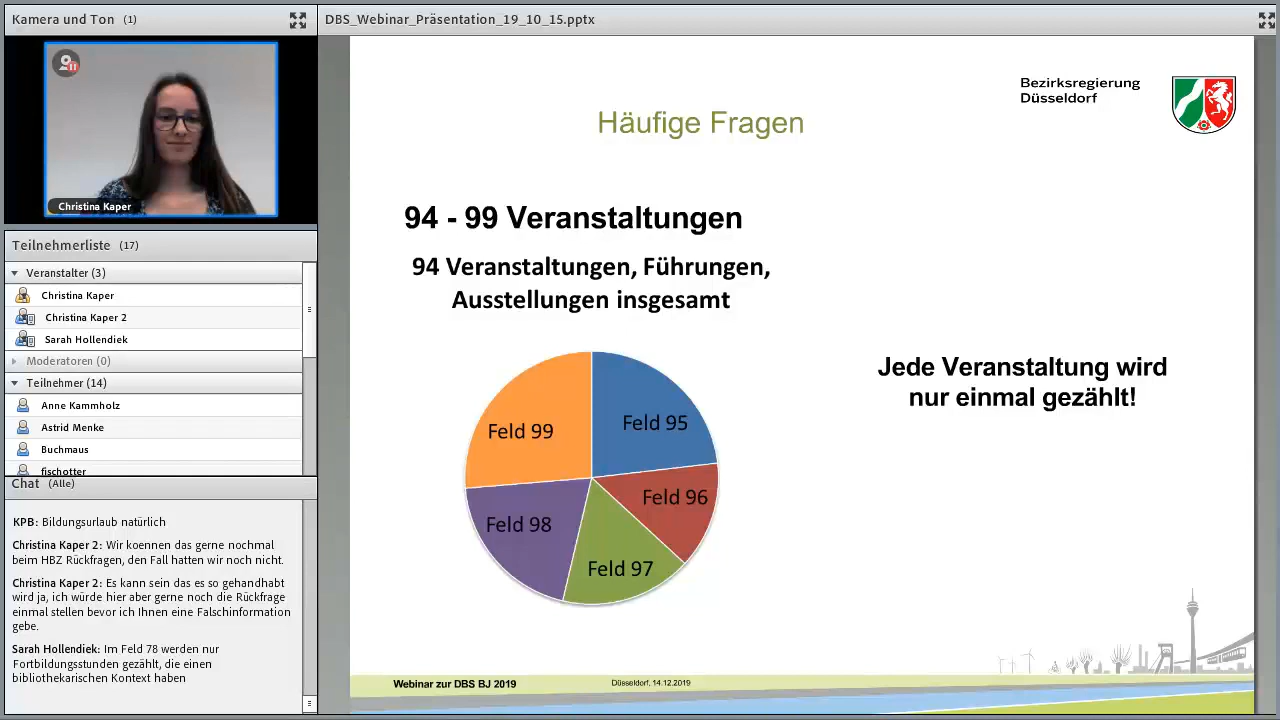 Kamera und Ton (1)
Christina Kaper
Teilnehmerliste (17)
Veranstalter (3)
Christina Kaper
Christina Kaper 2
Sarah Hollendiek
Moderatoren (0)
Teilnehmer (14)
Anne Kammholz
Astrid Menke
Buchmaus
fischotter
Chat (Alle)
KPB: Bildungsurlaub natürlich
Christina Kaper 2: Wir koennen das gerne nochmal
beim HBZ Rückfragen, den Fall hatten wir noch nicht.
Christina Kaper 2: Es kann sein das es so gehandhabt
wird ja, ich würde hier aber gerne noch die Rückfrage
einmal stellen bevor ich Ihnen eine Falschinformation
gebe.
Sarah Hollendiek: Im Feld 78 werden nur
Fortbildungsstunden gezählt, die einen
bibliothekarischen Kontext haben
DBS_Webinar_Präsentation_19_10_15.pptx
Bezirksregierung
Düsseldorf
Häufige Fragen
94 - 99 Veranstaltungen
94 Veranstaltungen, Führungen,
Ausstellungen insgesamt
Feld 95
Feld 96
Feld 97
Feld 98
Feld 99
Jede Veranstaltung wird
nur einmal gezählt!
Webinar zur DBS BJ 2019
Düsseldorf, 14.12.2019